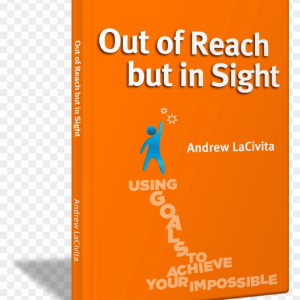 Out of Reach
but in Sight
Andrew LaCivita
USING
GOALS
TO
ACHIEVE
YOUR IMPOSSIBLE
Out of Reach but in Sight
Andrew LaCivita